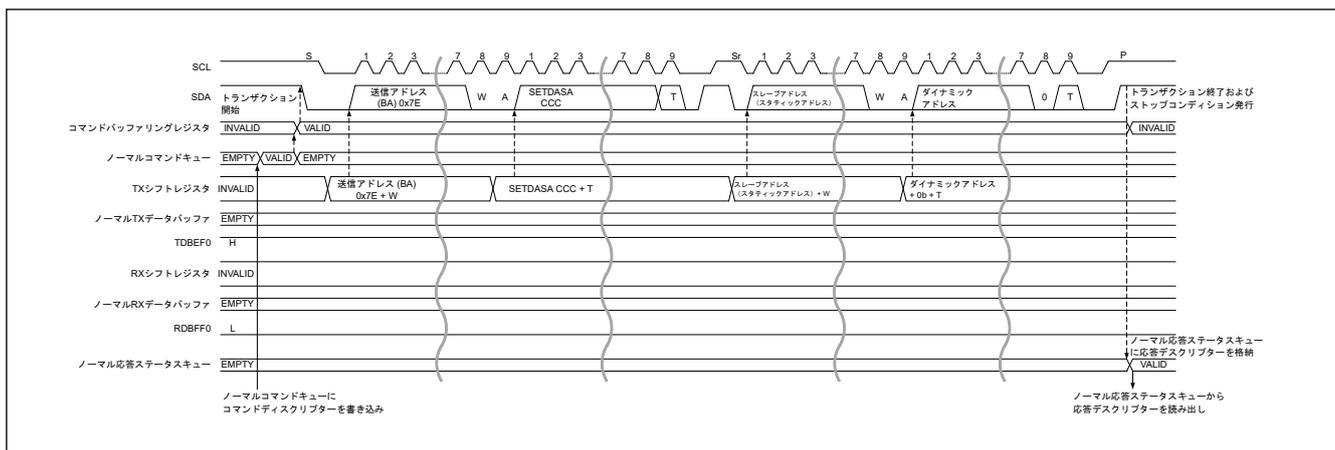 S 1 2 3 7 8 9 1 2 3 7 8 9 Sr 1 2 3 7 8 9 1 2 3 7 8 9 P
SCL
SDA
トランザクション
開始
送信アドレス
(BA) 0x7E
W A
SETDASA
CCC
T
スレーブアドレス
（スタティックアドレス）
W A
ダイナミック
アドレス
0 T
トランザクション終了および
ストップコンディション発行
コマンドバッファリングレジスタ INVALID VALID INVALID
ノーマルコマンドキュー EMPTY VALID EMPTY
TXシフトレジスタ INVALID
送信アドレス (BA)
0x7E + W
SETDASA CCC + T
スレーブアドレス
（スタティックアドレス）+ W
ダイナミックアドレス
+ 0b + T
ノーマルTXデータバッファ EMPTY
TDBEF0 H
RXシフトレジスタ INVALID
ノーマルRXデータバッファ EMPTY
RDBFF0 L
ノーマル応答ステータスキュー
に応答デスクリプターを格納
ノーマル応答ステータスキュー EMPTY VALID
ノーマルコマンドキューに
コマンドディスクリプターを書き込み
ノーマル応答ステータスキューから
応答デスクリプターを読み出し